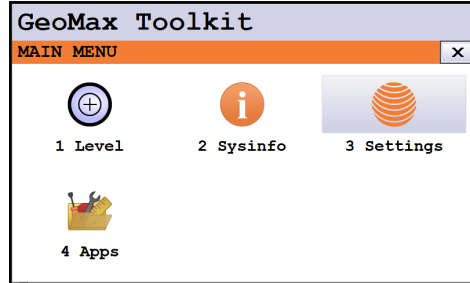 GeoMax Toolkit
MAIN MENU
1 Level
2 Sysinfo
3 Settings
4 Apps